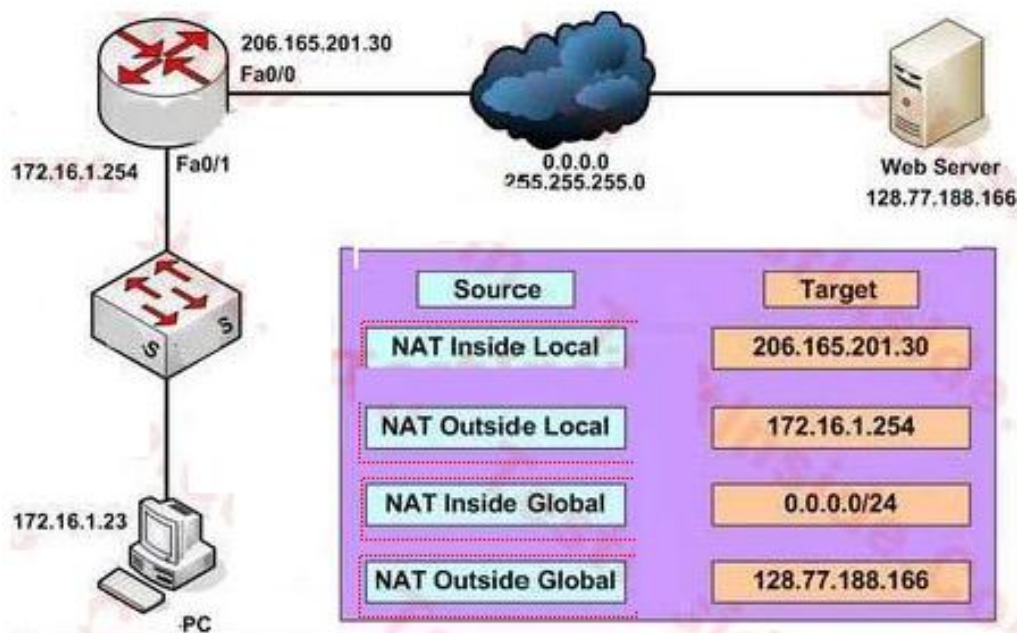 206.165.201.30
Fa0/0
172.16.1.254
Fa0/1
0.0.0.0
255.255.255.0
Web Server
128.77.188.166
S
S
172.16.1.23
PC
Source Target
NAT Inside Local 206.165.201.30
NAT Outside Local 172.16.1.254
NAT Inside Global 0.0.0.0/24
NAT Outside Global 128.77.188.166